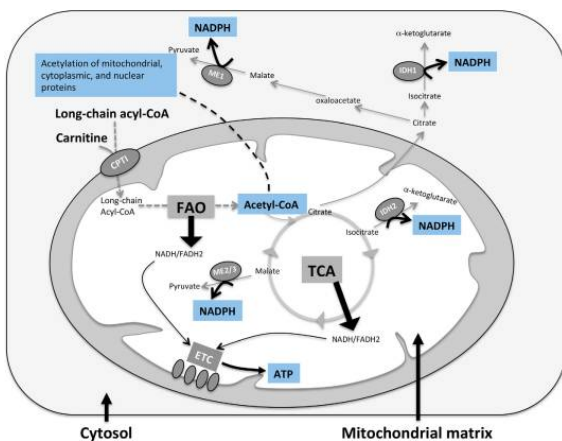 NADPH
α-ketoglutarate
Pyruvate
ME1
Acetylation of mitochondrial,
cytoplasmic, and nuclear
proteins
Malate
IDH1
NADPH
oxaloacetate
Isocitrate
Long-chain acyl-CoA
Citrate
Carnitine
CPTI
Long-chain
Acyl-CoA
FAO
Acetyl-CoA
Citrate
α-ketoglutarate
IDH2
Isocitrate
NADPH
NADH/FADH2
ME2/3
Malate
Pyruvate
TCA
NADPH
NADH/FADH2
ETC
ATP
Cytosol
Mitochondrial matrix